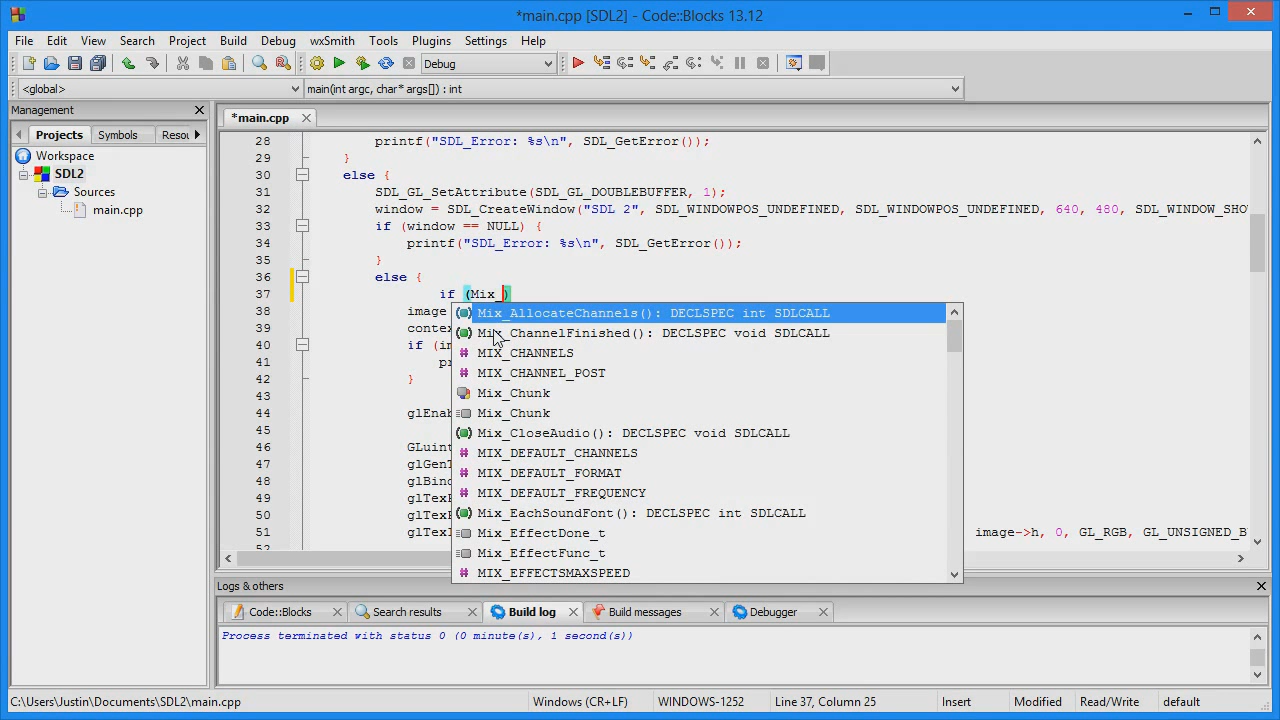 *main.cpp [SDL2] - Code::Blocks 13.12
File Edit View Search Project Build Debug wxSmith Tools Plugins Settings Help
Debug
<global> main(int argc, char* args[]) : int
Management
Projects Symbols Resou
Workspace
SDL2
Sources
main.cpp
*main.cpp
28 printf("SDL_Error: %s\n", SDL_GetError());
29 }
30 else {
31 SDL_GL_SetAttribute(SDL_GL_DOUBLEBUFFER, 1);
32 window = SDL_CreateWindow("SDL 2", SDL_WINDOWPOS_UNDEFINED, SDL_WINDOWPOS_UNDEFINED, 640, 480, SDL_WINDOW_SHO
33 if (window == NULL) {
34 printf("SDL_Error: %s\n", SDL_GetError());
35 }
36 else {
37 if (Mix_)
38 image
39 conte
40 if (i
41 p
42 }
43
44 glEnab
45
46 GLuint
47 glGenT
48 glBind
49 glTexP
50 glTexP
51 glTexI image->h, 0, GL_RGB, GL_UNSIGNED_B
52
Mix_AllocateChannels(): DECLSPEC int SDLCALL
Mix_ChannelFinished(): DECLSPEC void SDLCALL
MIX_CHANNELS
MIX_CHANNEL_POST
Mix_Chunk
Mix_Chunk
Mix_CloseAudio(): DECLSPEC void SDLCALL
MIX_DEFAULT_CHANNELS
MIX_DEFAULT_FORMAT
MIX_DEFAULT_FREQUENCY
Mix_EachSoundFont(): DECLSPEC int SDLCALL
Mix_EffectDone_t
Mix_EffectFunc_t
MIX_EFFECTSMAXSPEED
Logs & others
Code::Blocks Search results Build log Build messages Debugger
Process terminated with status 0 (0 minute(s), 1 second(s))
C:\Users\Justin\Documents\SDL2\main.cpp Windows (CR+LF) WINDOWS-1252 Line 37, Column 25 Insert Modified Read/Write default